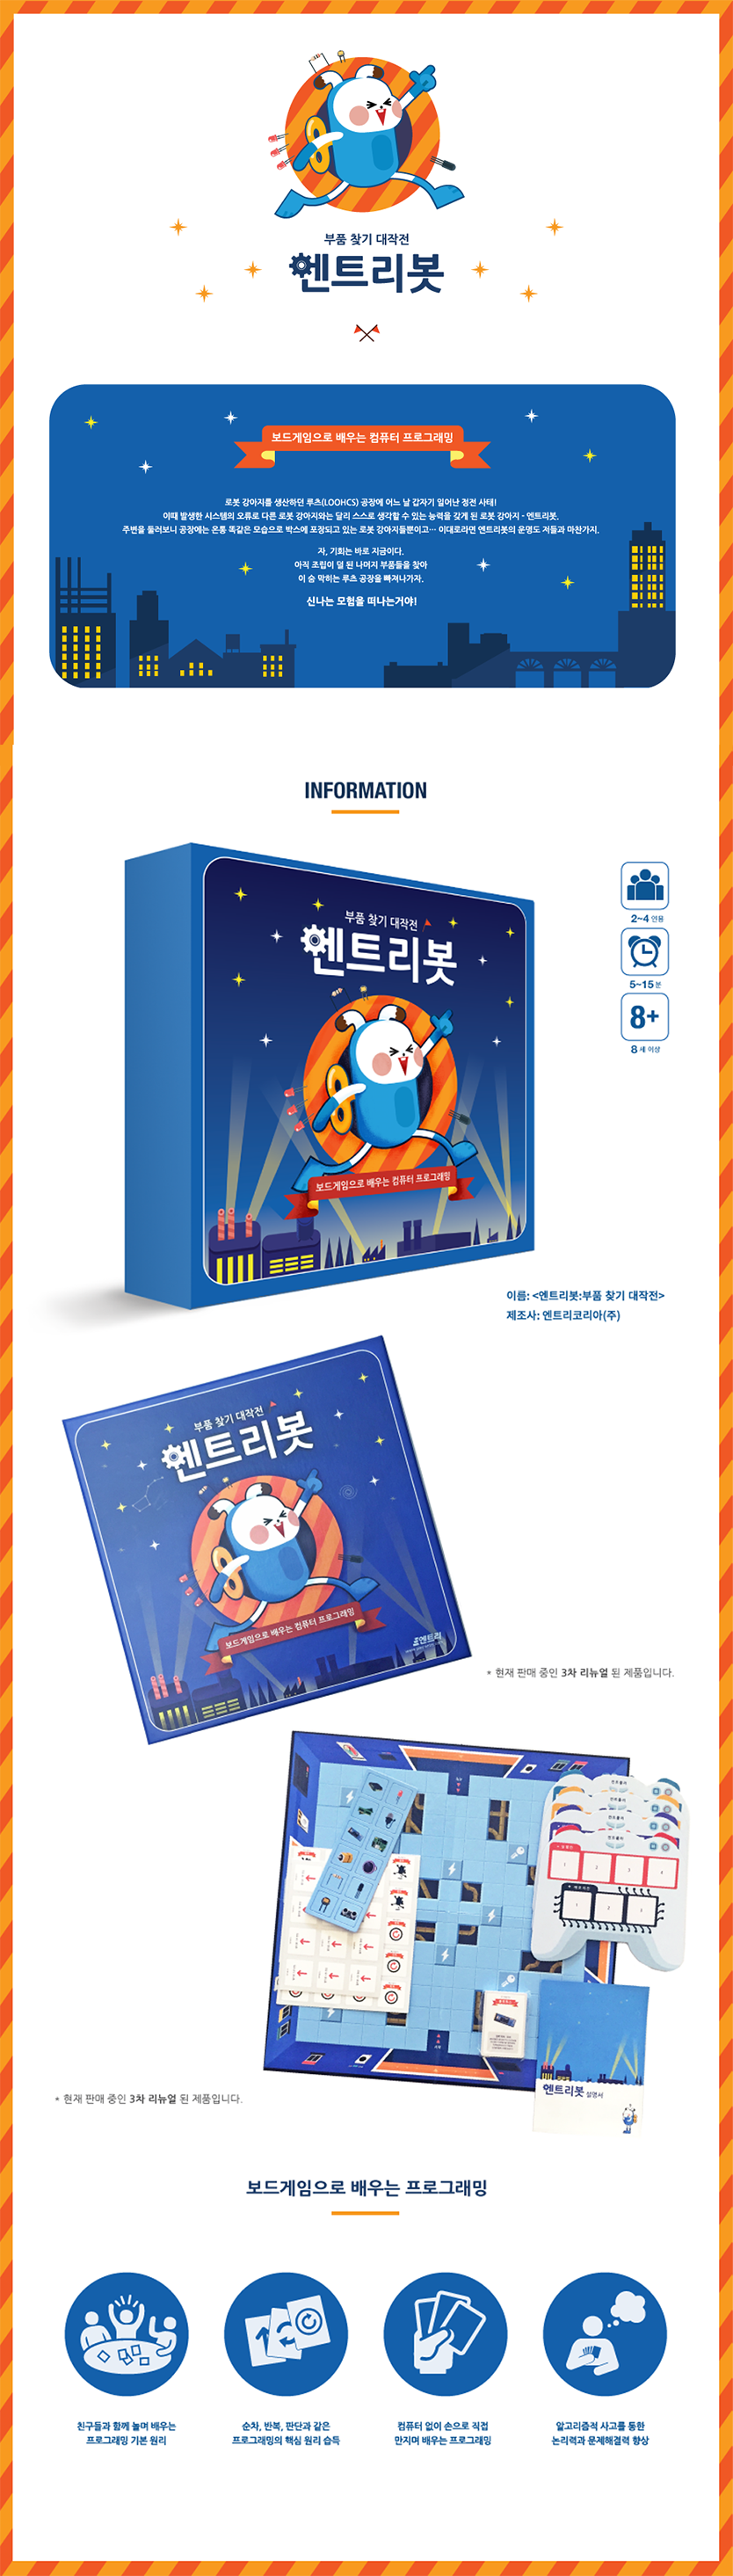 부품 찾기 대작전
엔트리봇
보드게임으로 배우는 컴퓨터 프로그래밍
로봇 강아지를 생산하던 루츠(LOOHCS) 공장에 어느 날 갑자기 일어난 정전 사태!
이때 발생한 시스템의 오류로 다른 로봇 강아지와는 달리 스스로 생각할 수 있는 능력을 갖게 된 로봇 강아지 - 엔트리봇.
주변을 둘러보니 공장에는 온통 똑같은 모습으로 박스에 포장되고 있는 로봇 강아지들뿐이고··· 이대로라면 엔트리봇의 운명도 저들과 마찬가지.
자, 기회는 바로 지금이다.
아직 조립이 덜 된 나머지 부품들을 찾아
이 숨 막히는 루츠 공장을 빠져나가자.
신나는 모험을 떠나는거야!
INFORMATION
부품 찾기 대작전
엔트리봇
보드게임으로 배우는 컴퓨터 프로그래밍
2~4 인용
5~15 분
8+
8 세 이상
이름: <엔트리봇:부품 찾기 대작전>
제조사: 엔트리코리아(주)
부품 찾기 대작전
엔트리봇
보드게임으로 배우는 컴퓨터 프로그래밍
엔트리
* 현재 판매 중인 3차 리뉴얼 된 제품입니다.
1 2 3 4
1 2 3
엔트리봇 설명서
* 현재 판매 중인 3차 리뉴얼 된 제품입니다.
보드게임으로 배우는 프로그래밍
친구들과 함께 놀며 배우는
프로그래밍 기본 원리
순차, 반복, 판단과 같은
프로그래밍의 핵심 원리 습득
컴퓨터 없이 손으로 직접
만지며 배우는 프로그래밍
알고리즘적 사고를 통한
논리력과 문제해결력 향상